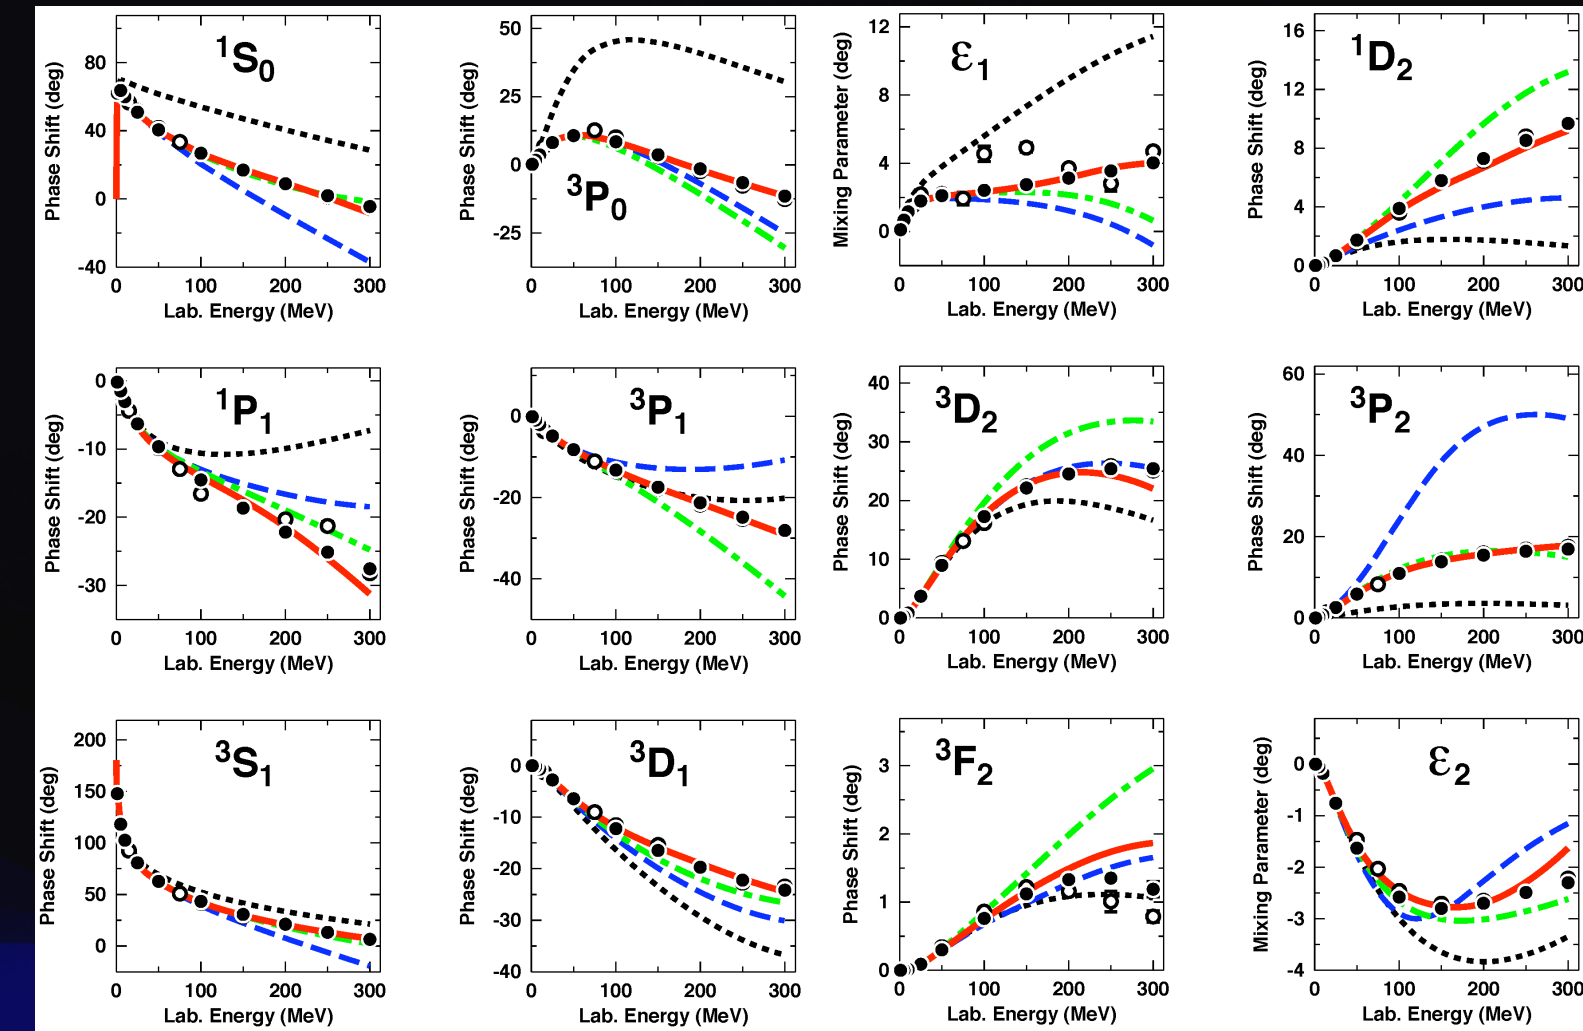 ¹S₀
Phase Shift (deg)
80
40
0
-40
0 100 200 300
Lab. Energy (MeV)
³P₀
Phase Shift (deg)
50
25
0
-25
0 100 200 300
Lab. Energy (MeV)
ε₁
Mixing Parameter (deg)
12
8
4
0
0 100 200 300
Lab. Energy (MeV)
¹D₂
Phase Shift (deg)
16
12
8
4
0
0 100 200 300
Lab. Energy (MeV)
¹P₁
Phase Shift (deg)
0
-10
-20
-30
0 100 200 300
Lab. Energy (MeV)
³P₁
Phase Shift (deg)
0
-20
-40
0 100 200 300
Lab. Energy (MeV)
³D₂
Phase Shift (deg)
40
30
20
10
0
0 100 200 300
Lab. Energy (MeV)
³P₂
Phase Shift (deg)
60
40
20
0
0 100 200 300
Lab. Energy (MeV)
³S₁
Phase Shift (deg)
200
150
100
50
0
0 100 200 300
Lab. Energy (MeV)
³D₁
Phase Shift (deg)
0
-10
-20
-30
-40
0 100 200 300
Lab. Energy (MeV)
³F₂
Phase Shift (deg)
3
2
1
0
0 100 200 300
Lab. Energy (MeV)
ε₂
Mixing Parameter (deg)
0
-1
-2
-3
-4
0 100 200 300
Lab. Energy (MeV)